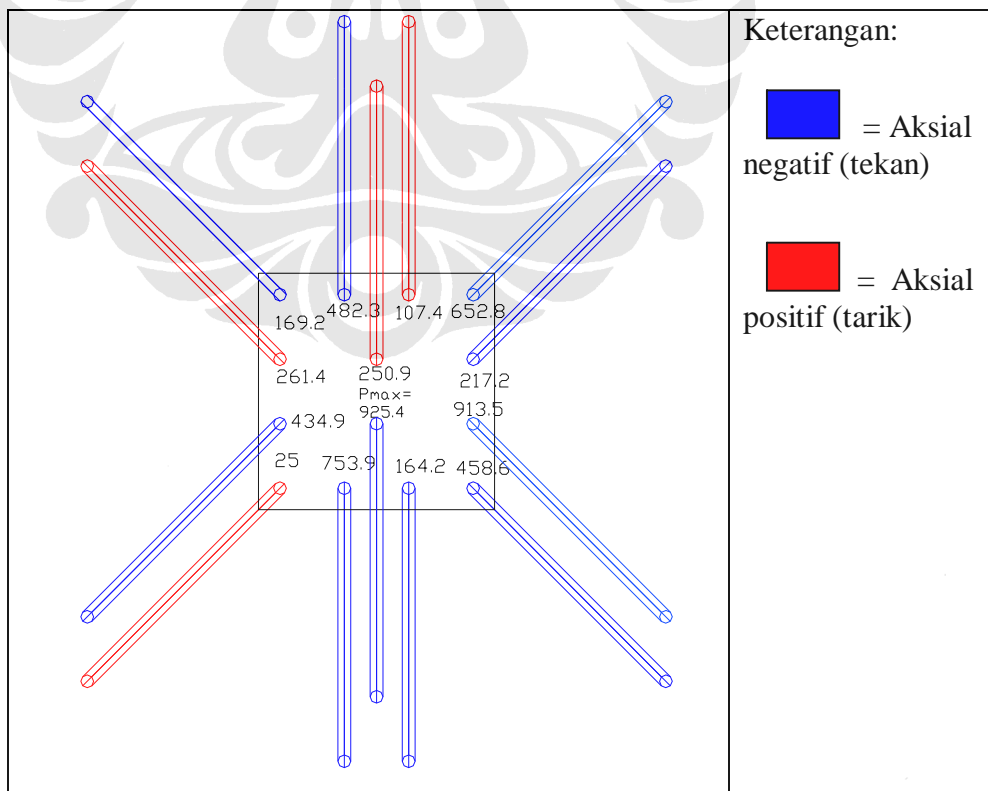 Keterangan:
= Aksial
negatif (tekan)
= Aksial
positif (tarik)
169.2 482.3 107.4 652.8
261.4 250.9 217.2
Pmax=
434.9 925.4 913.5
25 753.9 164.2 458.6